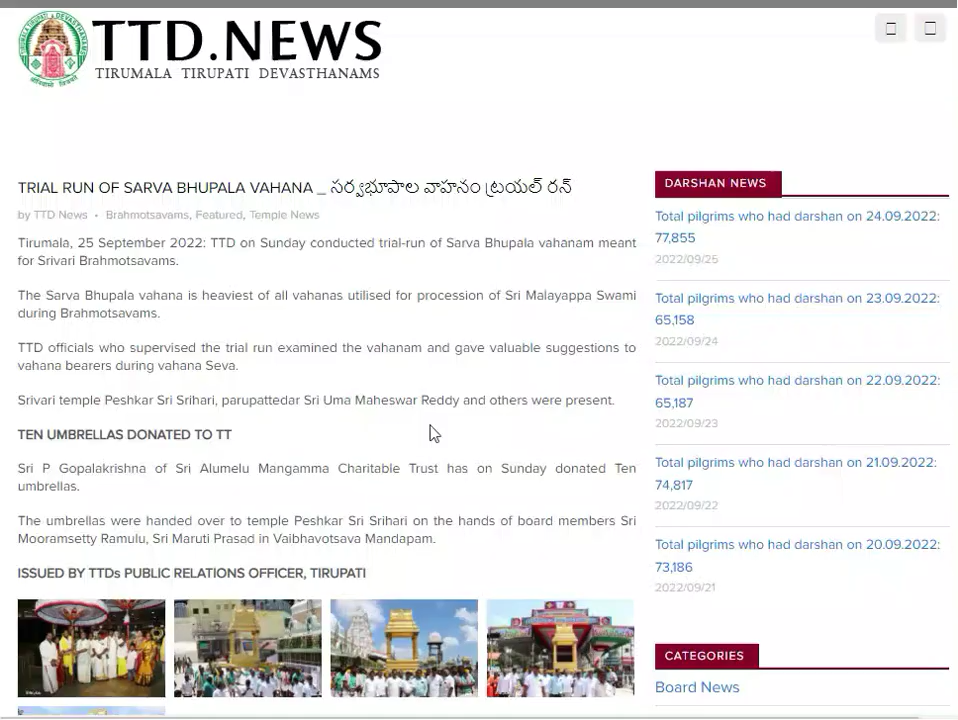 TTD.NEWS
TIRUMALA TIRUPATI DEVASTHANAMS
TRIAL RUN OF SARVA BHUPALA VAHANA _ సర్వభూపాల వాహనం ట్రయల్ రన్
by TTD News • Brahmotsavams, Featured, Temple News
Tirumala, 25 September 2022: TTD on Sunday conducted trial-run of Sarva Bhupala vahanam meant
for Srivari Brahmotsavams.
The Sarva Bhupala vahana is heaviest of all vahanas utilised for procession of Sri Malayappa Swami
during Brahmotsavams.
TTD officials who supervised the trial run examined the vahanam and gave valuable suggestions to
vahana bearers during vahana Seva.
Srivari temple Peshkar Sri Srihari, parupattedar Sri Uma Maheswar Reddy and others were present.
TEN UMBRELLAS DONATED TO TT
Sri P Gopalakrishna of Sri Alumelu Mangamma Charitable Trust has on Sunday donated Ten
umbrellas.
The umbrellas were handed over to temple Peshkar Sri Srihari on the hands of board members Sri
Mooramsetty Ramulu, Sri Maruti Prasad in Vaibhavotsava Mandapam.
ISSUED BY TTDs PUBLIC RELATIONS OFFICER, TIRUPATI
DARSHAN NEWS
Total pilgrims who had darshan on 24.09.2022:
77,855
2022/09/25
Total pilgrims who had darshan on 23.09.2022:
65,158
2022/09/24
Total pilgrims who had darshan on 22.09.2022:
65,187
2022/09/23
Total pilgrims who had darshan on 21.09.2022:
74,817
2022/09/22
Total pilgrims who had darshan on 20.09.2022:
73,186
2022/09/21
CATEGORIES
Board News